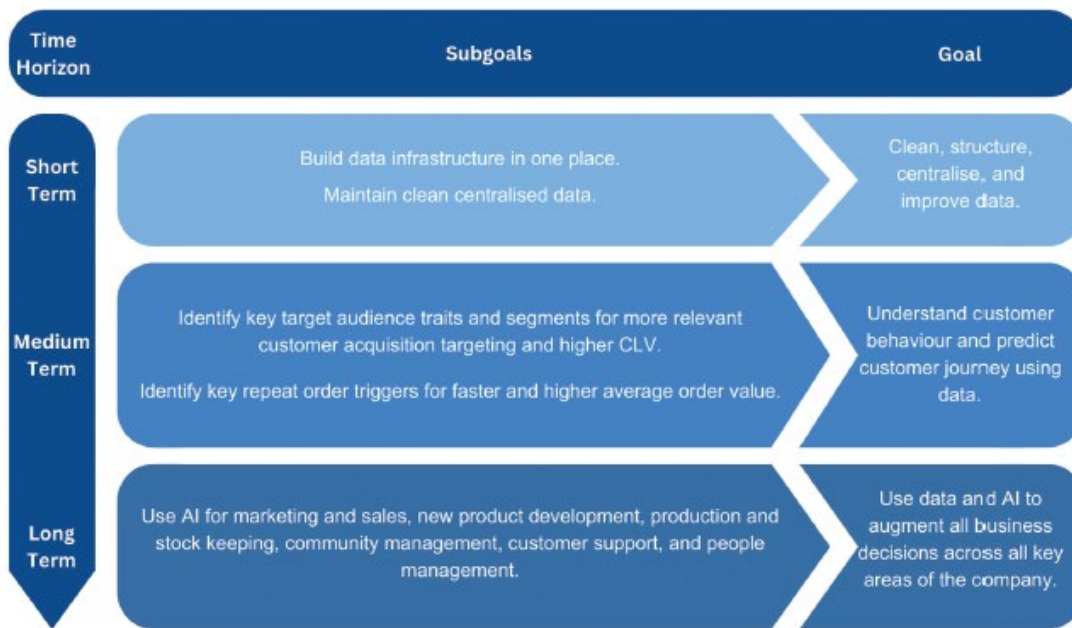 Time
Horizon
Subgoals
Goal
Short
Term
Build data infrastructure in one place.
Maintain clean centralised data.
Clean, structure,
centralise, and
improve data.
Medium
Term
Identify key target audience traits and segments for more relevant
customer acquisition targeting and higher CLV.
Identify key repeat order triggers for faster and higher average order value.
Understand customer
behaviour and predict
customer journey using
data.
Long
Term
Use AI for marketing and sales, new product development, production and
stock keeping, community management, customer support, and people
management.
Use data and AI to
augment all business
decisions across all key
areas of the company.